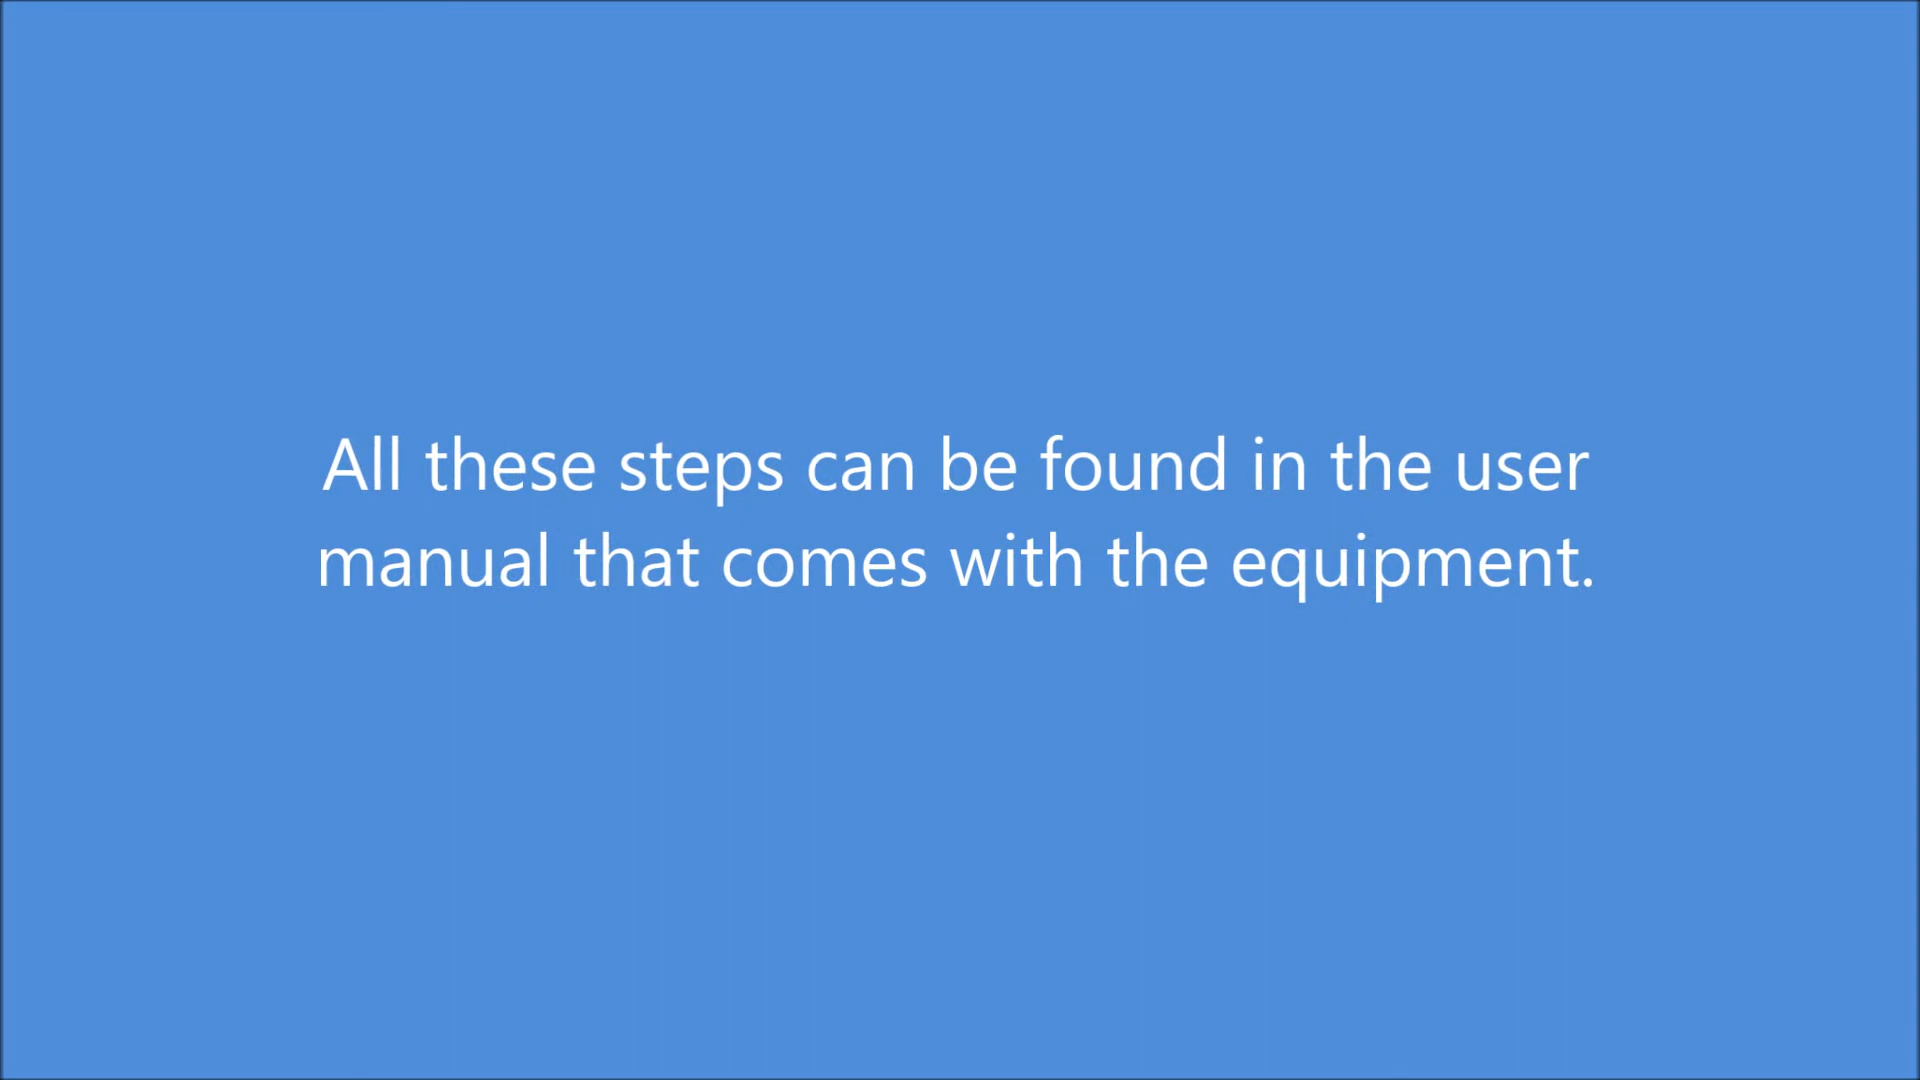 All these steps can be found in the user
manual that comes with the equipment.